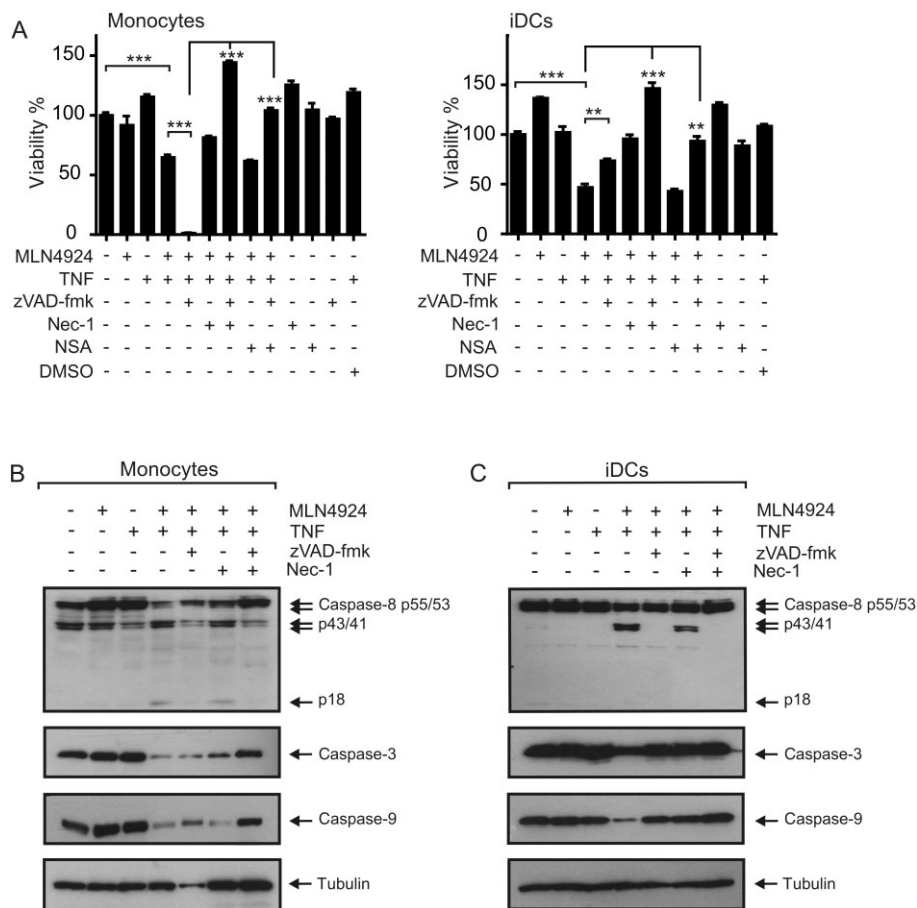 A
Monocytes
150
100
50
0
Viability %
***
***
***
***
MLN4924 - + - + + + + + + - - - -
TNF - - + + + + + + + - - - -
zVAD-fmk - - - - + - + - + - - + -
Nec-1 - - - - - + + - - + - - -
NSA - - - - - - - + + - + - -
DMSO - - - - - - - - - - - - +
iDCs
150
100
50
0
Viability %
***
**
***
**
MLN4924 - + - + + + + + + - - -
TNF - - + + + + + + + - - -
zVAD-fmk - - - - + - + - + - - -
Nec-1 - - - - - + + - - + - -
NSA - - - - - - - + + - + -
DMSO - - - - - - - - - - - +
B
Monocytes
- + - + + + + MLN4924
- - + + + + + TNF
- - - - + - + zVAD-fmk
- - - - - + + Nec-1
Caspase-8 p55/53
p43/41
p18
Caspase-3
Caspase-9
Tubulin
C
iDCs
- + - + + + + MLN4924
- - + + + + + TNF
- - - - + - + zVAD-fmk
- - - - - + + Nec-1
Caspase-8 p55/53
p43/41
p18
Caspase-3
Caspase-9
Tubulin